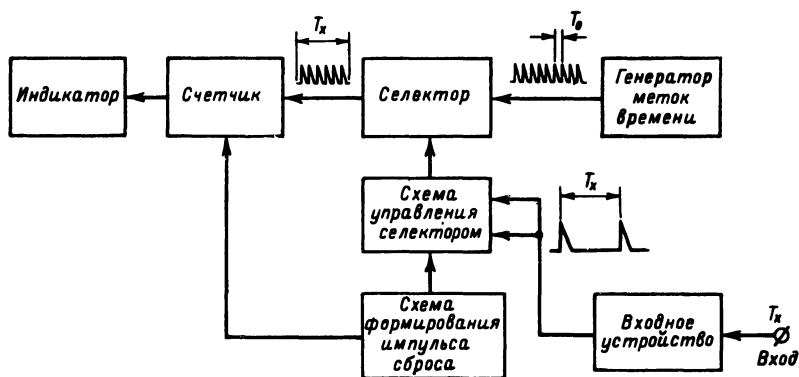 Tx
T0
Индикатор
Счетчик
Селектор
Генератор
меток
времени
Схема
управления
селектором
Tx
Схема
формирования
импульса
сброса
Входное
устройство
Tx
Вход